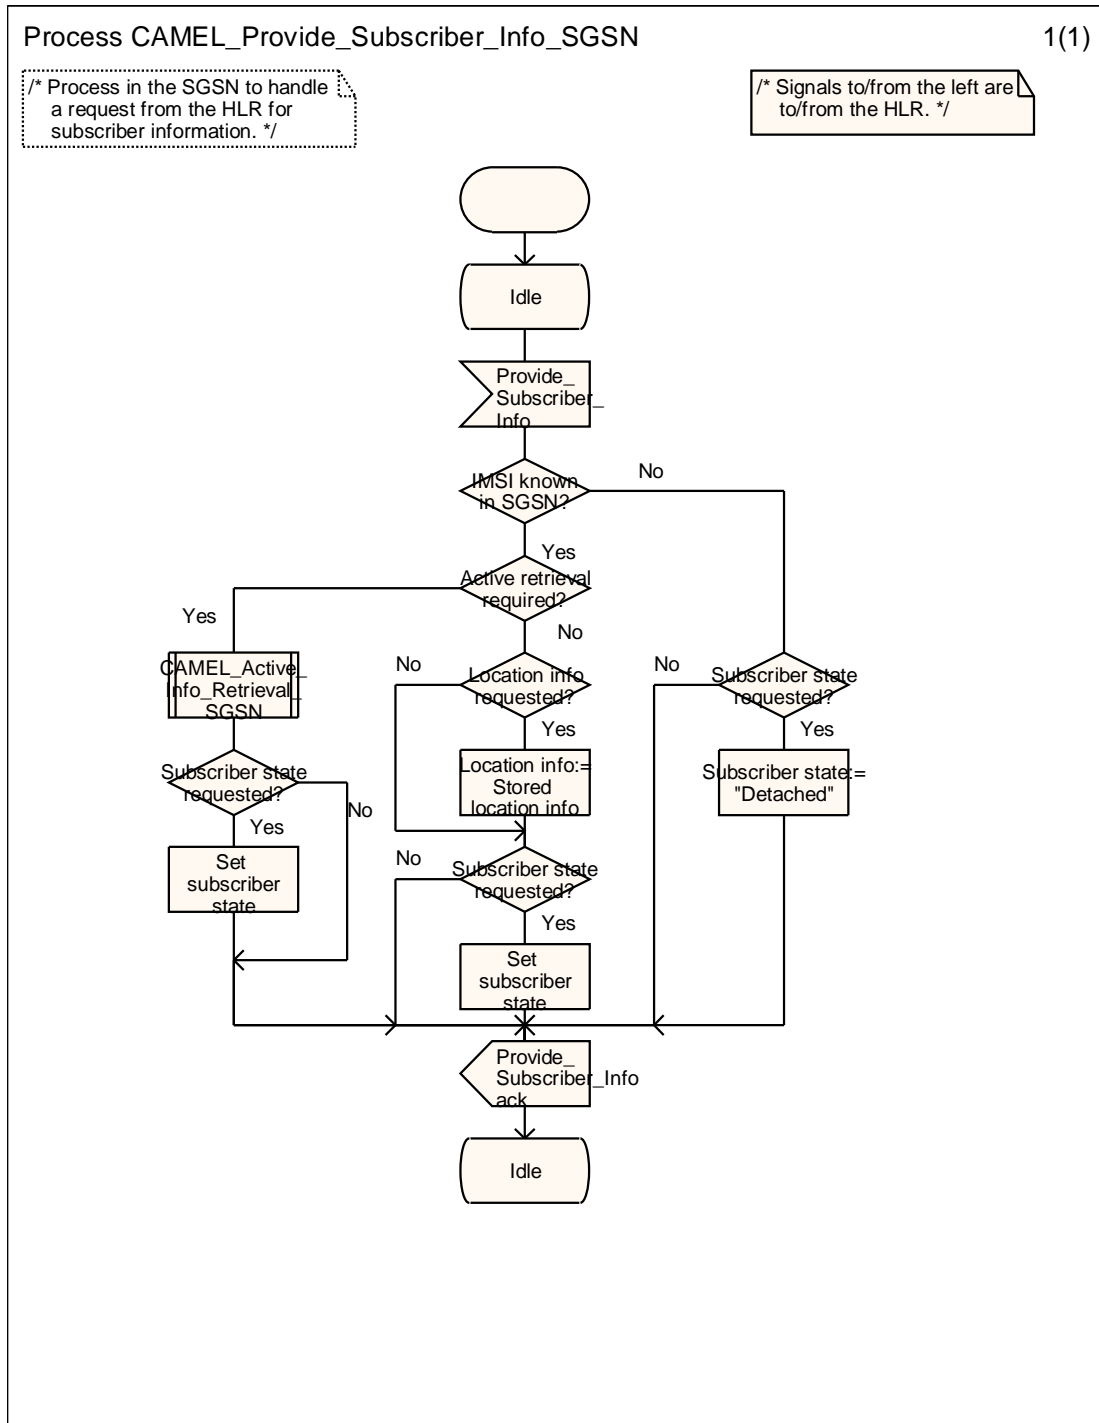 Process CAMEL_Provide_Subscriber_Info_SGSN
1(1)
/* Process in the SGSN to handle
a request from the HLR for
subscriber information. */
/* Signals to/from the left are
to/from the HLR. */
Idle
Provide_
Subscriber_
Info
IMSI known
in SGSN?
No
Yes
Active retrieval
required?
Yes
No
CAMEL_Active_
Info_Retrieval_
SGSN
No
Location info
requested?
No
Subscriber state
requested?
Yes
Yes
Subscriber state
requested?
Location info:=
Stored
location info
Subscriber state:=
"Detached"
No
Yes
Set
subscriber
state
No
Subscriber state
requested?
Yes
Set
subscriber
state
Provide_
Subscriber_Info
ack
Idle